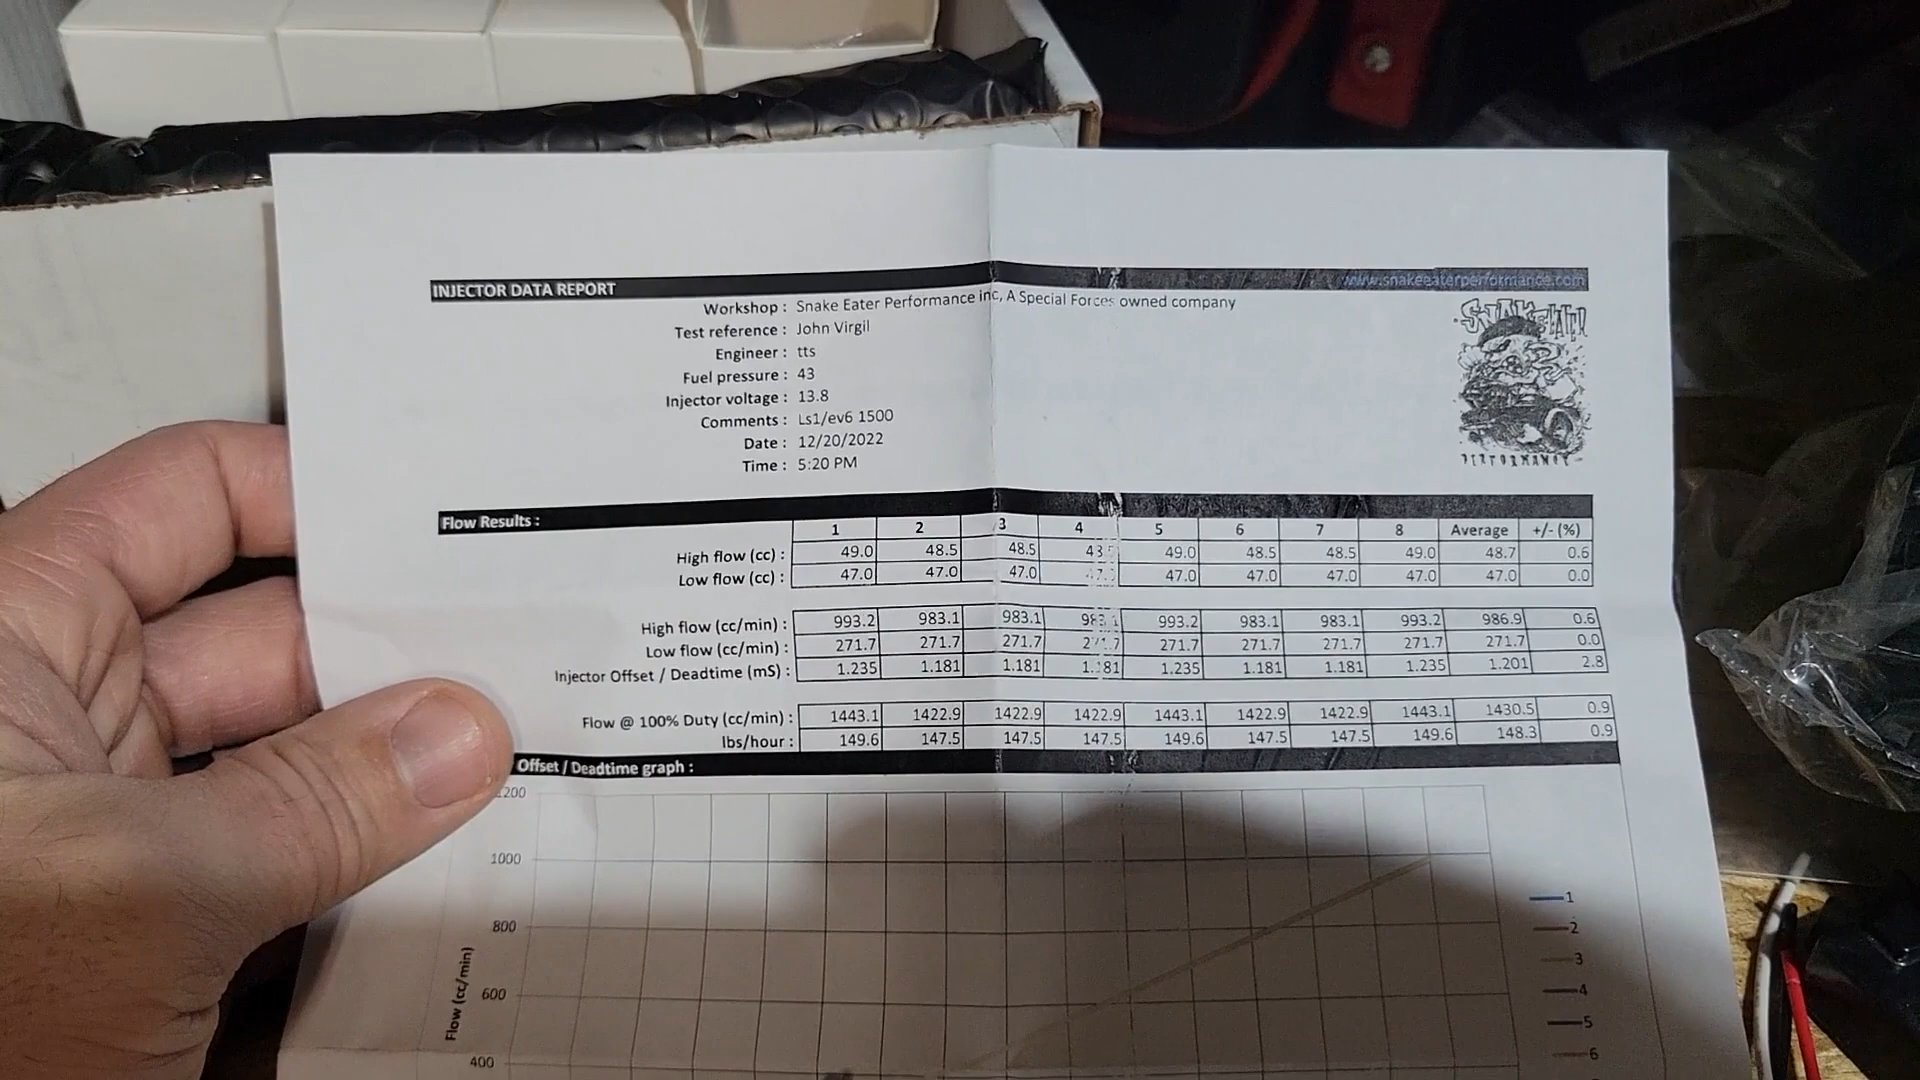 INJECTOR DATA REPORT www.snakeeaterperformance.com
Workshop : Snake Eater Performance inc, A Special Forces owned company
Test reference : John Virgil
Engineer : tts
Fuel pressure : 43
Injector voltage : 13.8
Comments : Ls1/ev6 1500
Date : 12/20/2022
Time : 5:20 PM
SNAKE EATER
PERFORMANCE
Flow Results :
1 2 3 4 5 6 7 8 Average +/- (%)
High flow (cc) : 49.0 48.5 48.5 49.0 48.5 48.5 49.0 48.7 0.6
Low flow (cc) : 47.0 47.0 47.0 47.0 47.0 47.0 47.0 47.0 0.0
High flow (cc/min) : 993.2 983.1 983.1 983.1 993.2 983.1 983.1 993.2 986.9 0.6
Low flow (cc/min) : 271.7 271.7 271.7 271.7 271.7 271.7 271.7 271.7 271.7 0.0
Injector Offset / Deadtime (mS) : 1.235 1.181 1.181 1.181 1.235 1.181 1.181 1.235 1.201 2.8
Flow @ 100% Duty (cc/min) : 1443.1 1422.9 1422.9 1422.9 1443.1 1422.9 1422.9 1443.1 1430.5 0.9
lbs/hour : 149.6 147.5 147.5 147.5 149.6 147.5 147.5 149.6 148.3 0.9
Offset / Deadtime graph :
1200
1000
800
600
400
Flow (cc/min)
1
2
3
4
5
6